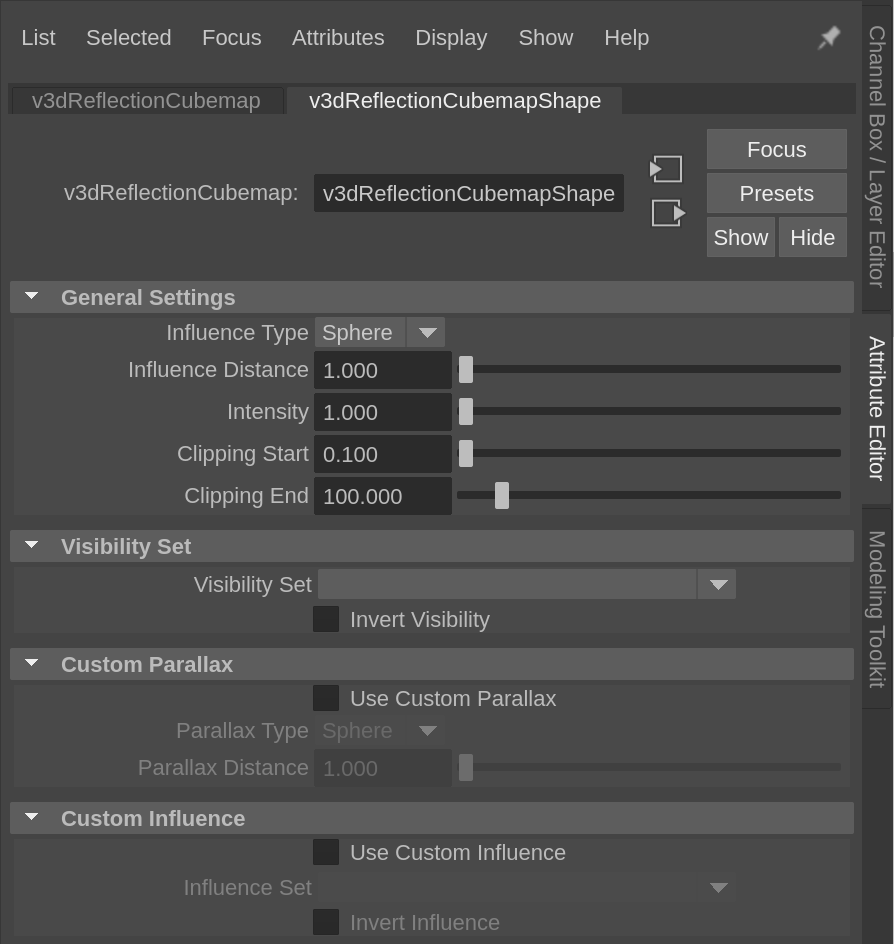 List Selected Focus Attributes Display Show Help
v3dReflectionCubemap v3dReflectionCubemapShape
v3dReflectionCubemap: v3dReflectionCubemapShape
Focus
Presets
Show Hide
General Settings
Influence Type Sphere
Influence Distance 1.000
Intensity 1.000
Clipping Start 0.100
Clipping End 100.000
Visibility Set
Visibility Set
Invert Visibility
Custom Parallax
Use Custom Parallax
Parallax Type Sphere
Parallax Distance 1.000
Custom Influence
Use Custom Influence
Influence Set
Invert Influence
Channel Box / Layer Editor
Attribute Editor
Modeling Toolkit